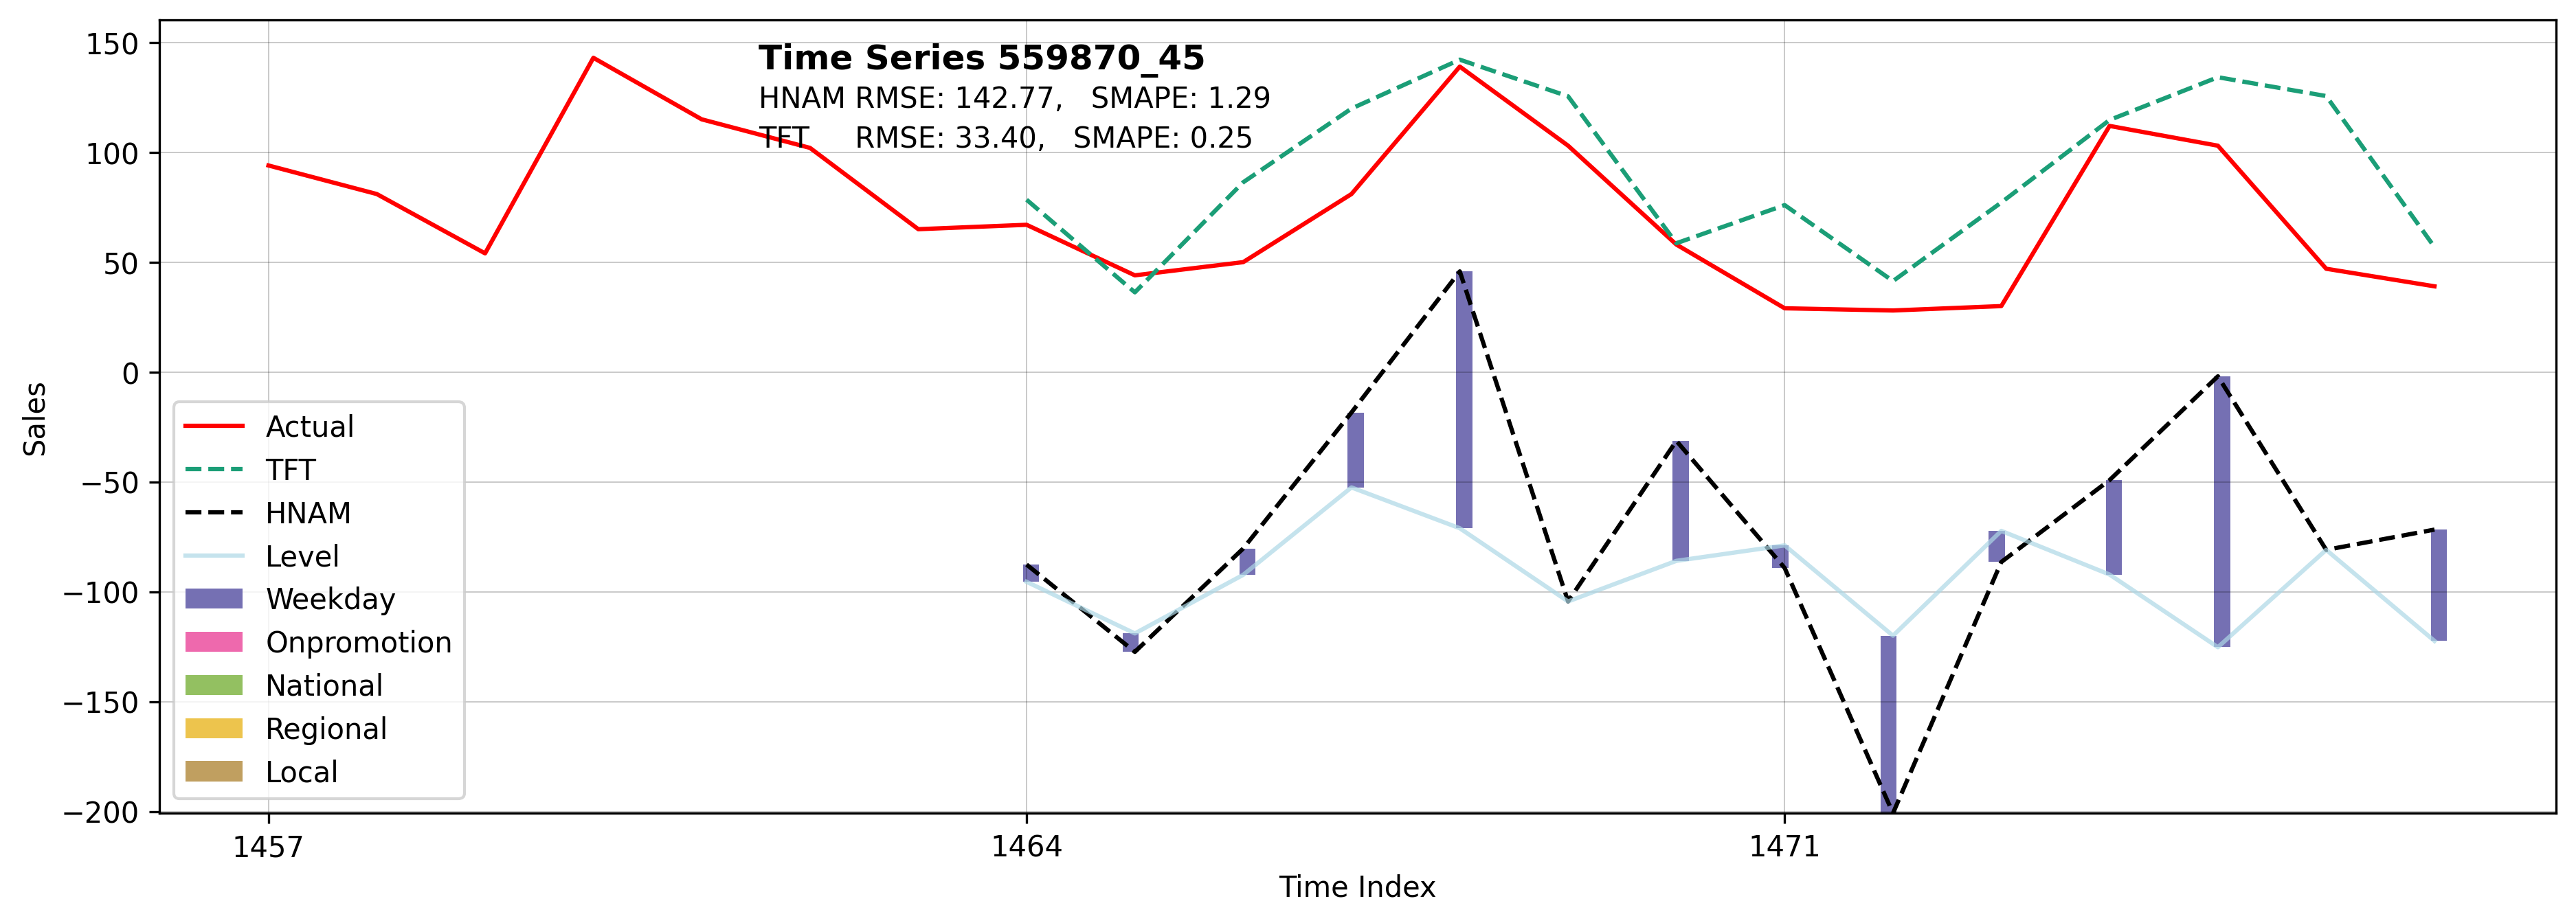 Time Series 559870_45
HNAM RMSE: 142.77,   SMAPE: 1.29
TFT      RMSE: 33.40,   SMAPE: 0.25
150
100
50
0
−50
−100
−150
−200
Sales
Actual
TFT
HNAM
Level
Weekday
Onpromotion
National
Regional
Local
1457
1464
1471
Time Index